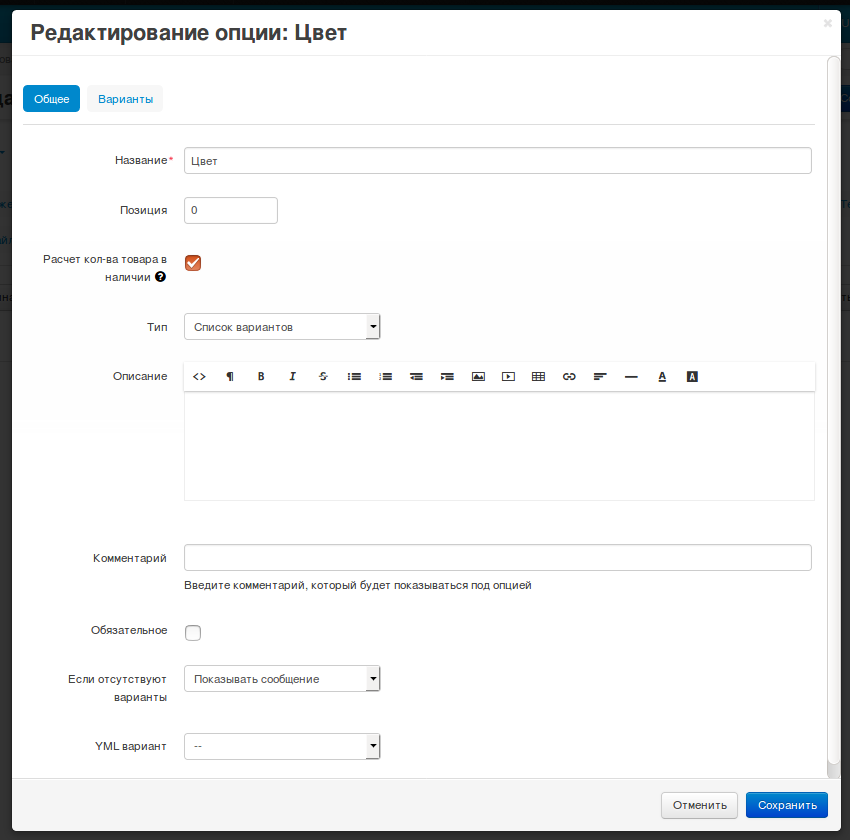 Редактирование опции: Цвет
×
Общее
Варианты
Название*
Цвет
Позиция
0
Расчет кол-ва товара в
наличии ?
Тип
Список вариантов
Описание
<> ¶ B I S A A
Комментарий
Введите комментарий, который будет показываться под опцией
Обязательное
Если отсутствуют
варианты
Показывать сообщение
YML вариант
--
Отменить
Сохранить